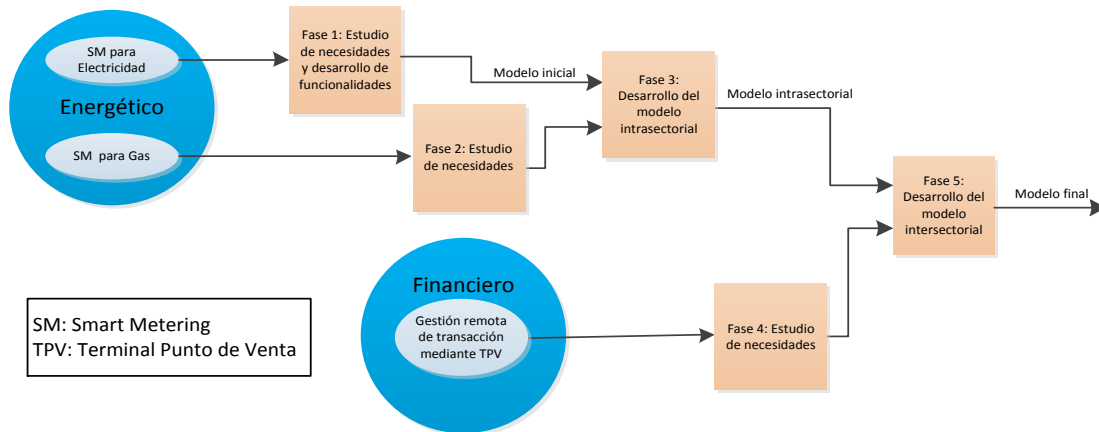 SM para
Electricidad
Energético
SM para Gas
Fase 1: Estudio
de necesidades
y desarrollo de
funcionalidades
Modelo inicial
Fase 2: Estudio
de necesidades
Fase 3:
Desarrollo del
modelo
intrasectorial
Modelo intrasectorial
Fase 5:
Desarrollo del
modelo
intersectorial
Modelo final
Financiero
Gestión remota
de transacción
mediante TPV
Fase 4: Estudio
de necesidades
SM: Smart Metering
TPV: Terminal Punto de Venta